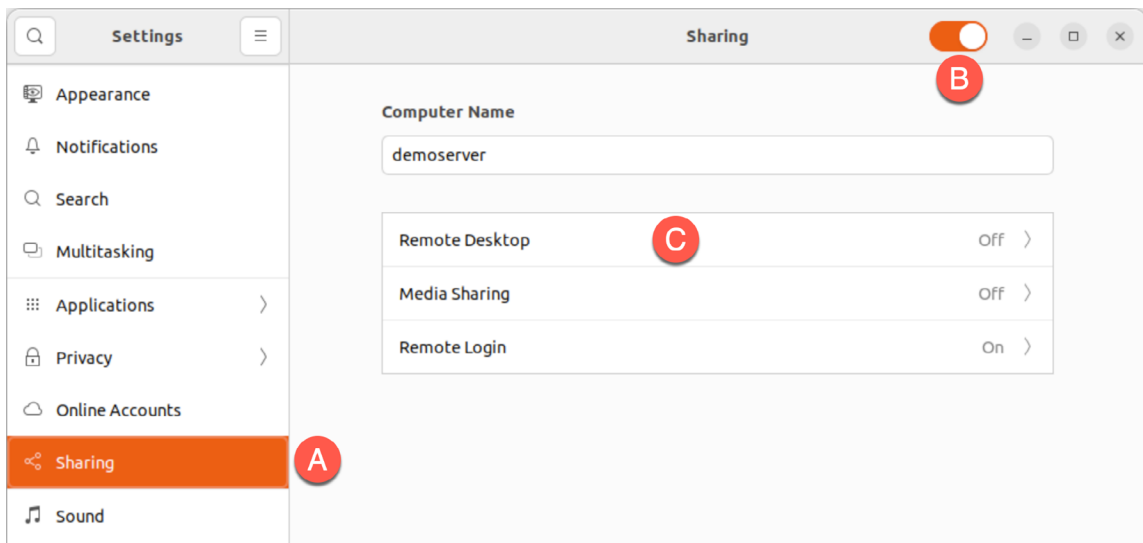 Settings
Sharing
B
Appearance
Notifications
Search
Multitasking
Applications
Privacy
Online Accounts
Sharing
A
Sound
Computer Name
demoserver
Remote Desktop C Off
Media Sharing Off
Remote Login On